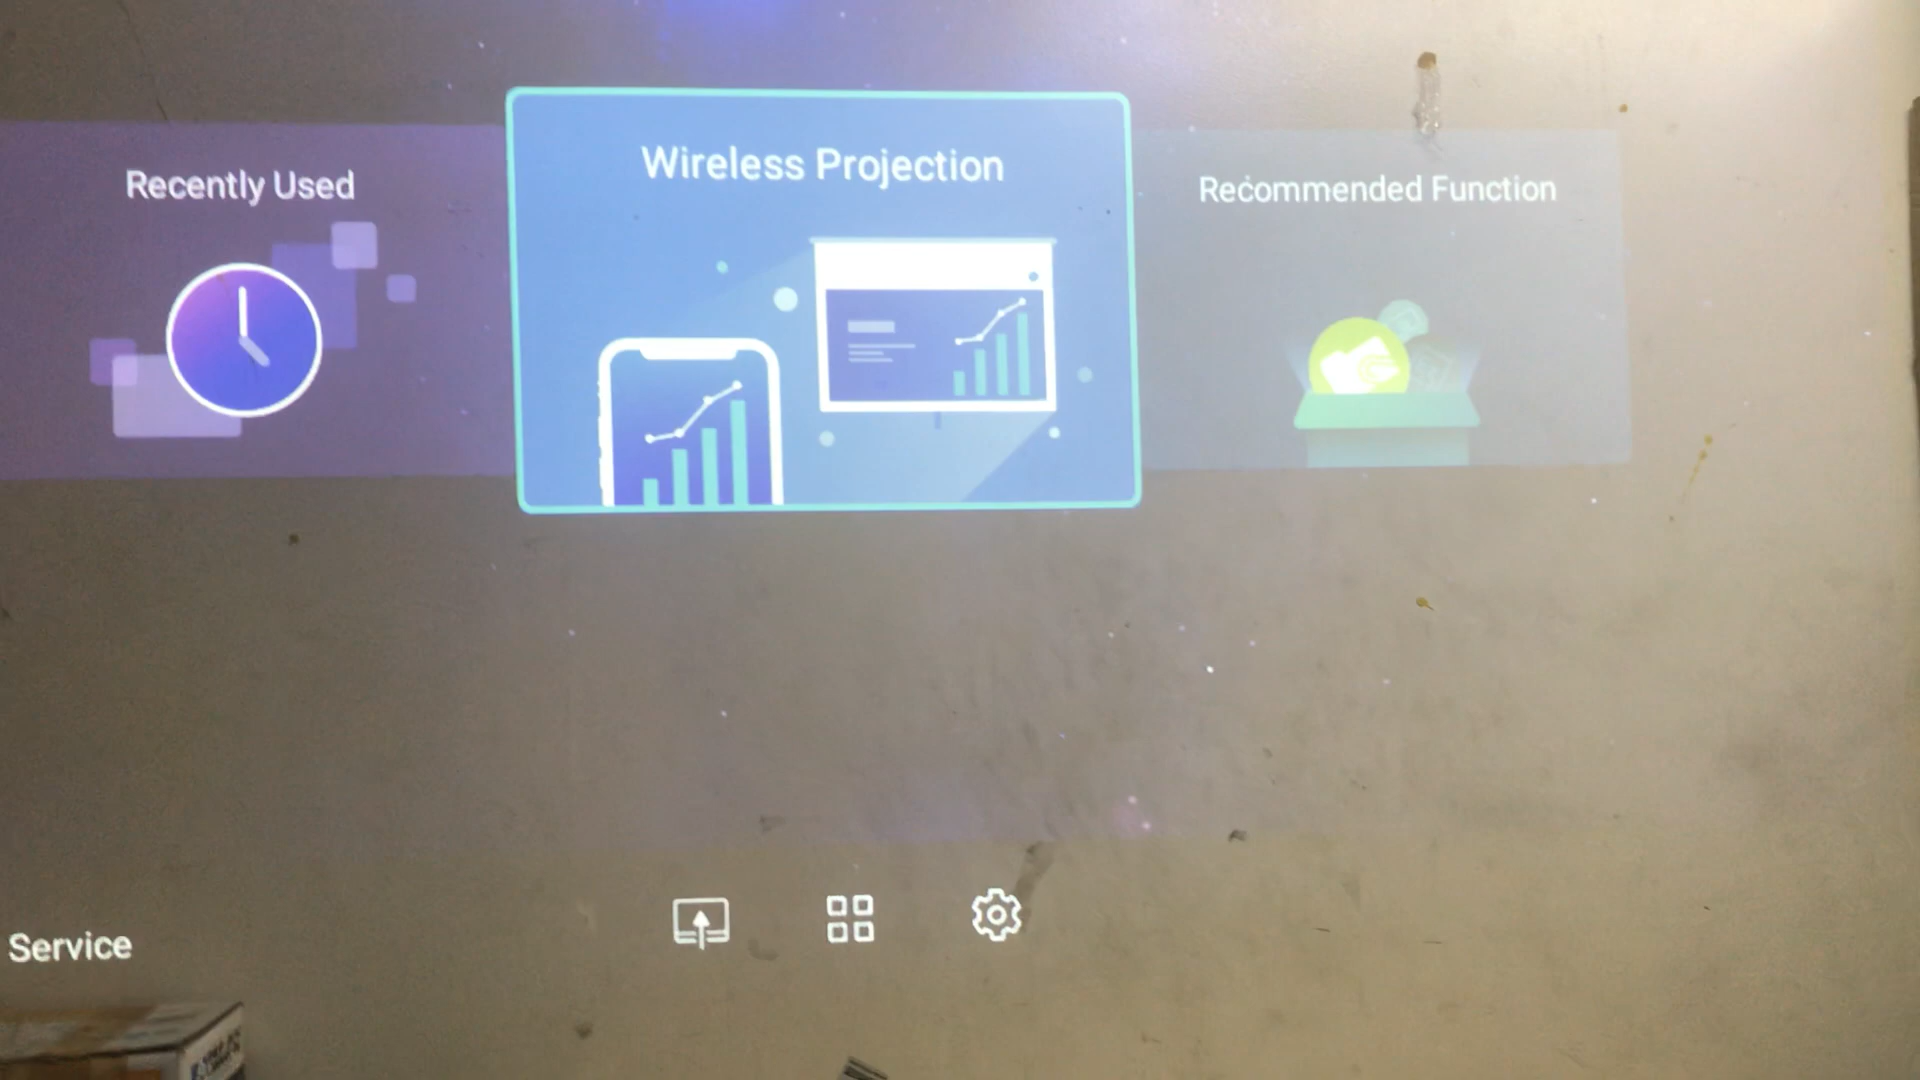 Recently Used
Wireless Projection
Recommended Function
Service